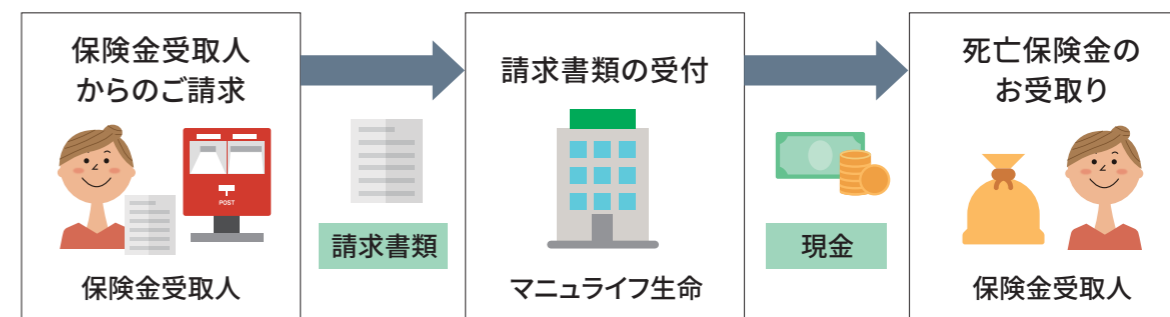 保険金受取人
からのご請求
POST
保険金受取人
請求書類
請求書類の受付
マニュライフ生命
現金
死亡保険金の
お受取り
保険金受取人